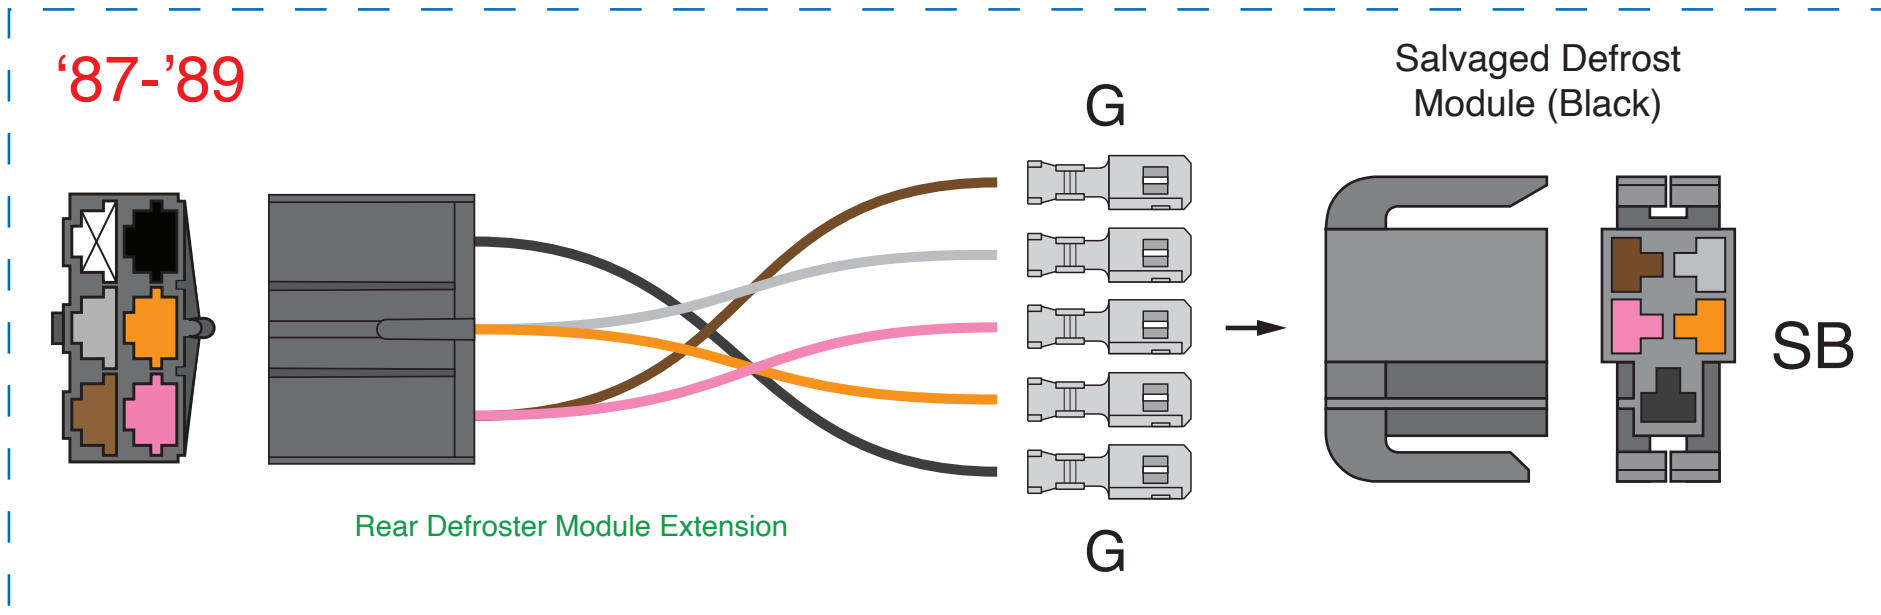 ‘87-’89
G
Salvaged Defrost
Module (Black)
SB
Rear Defroster Module Extension
G